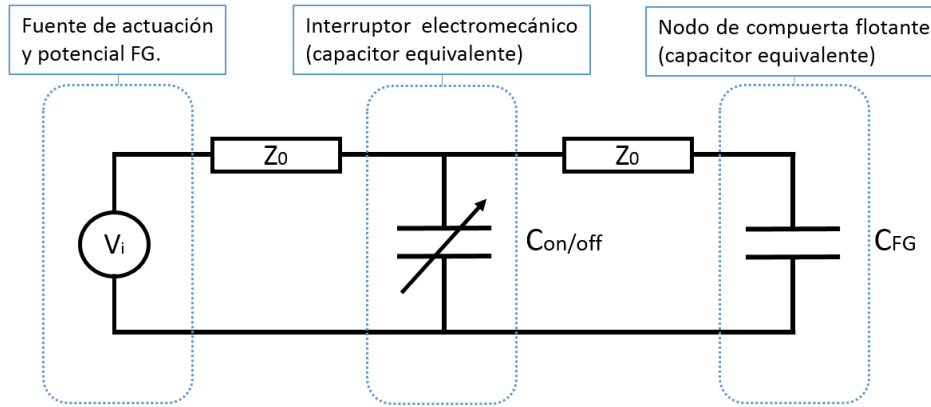 Fuente de actuación
y potencial FG.
Interruptor electromecánico
(capacitor equivalente)
Nodo de compuerta flotante
(capacitor equivalente)
Z0
Z0
Vi
Con/off
CFG